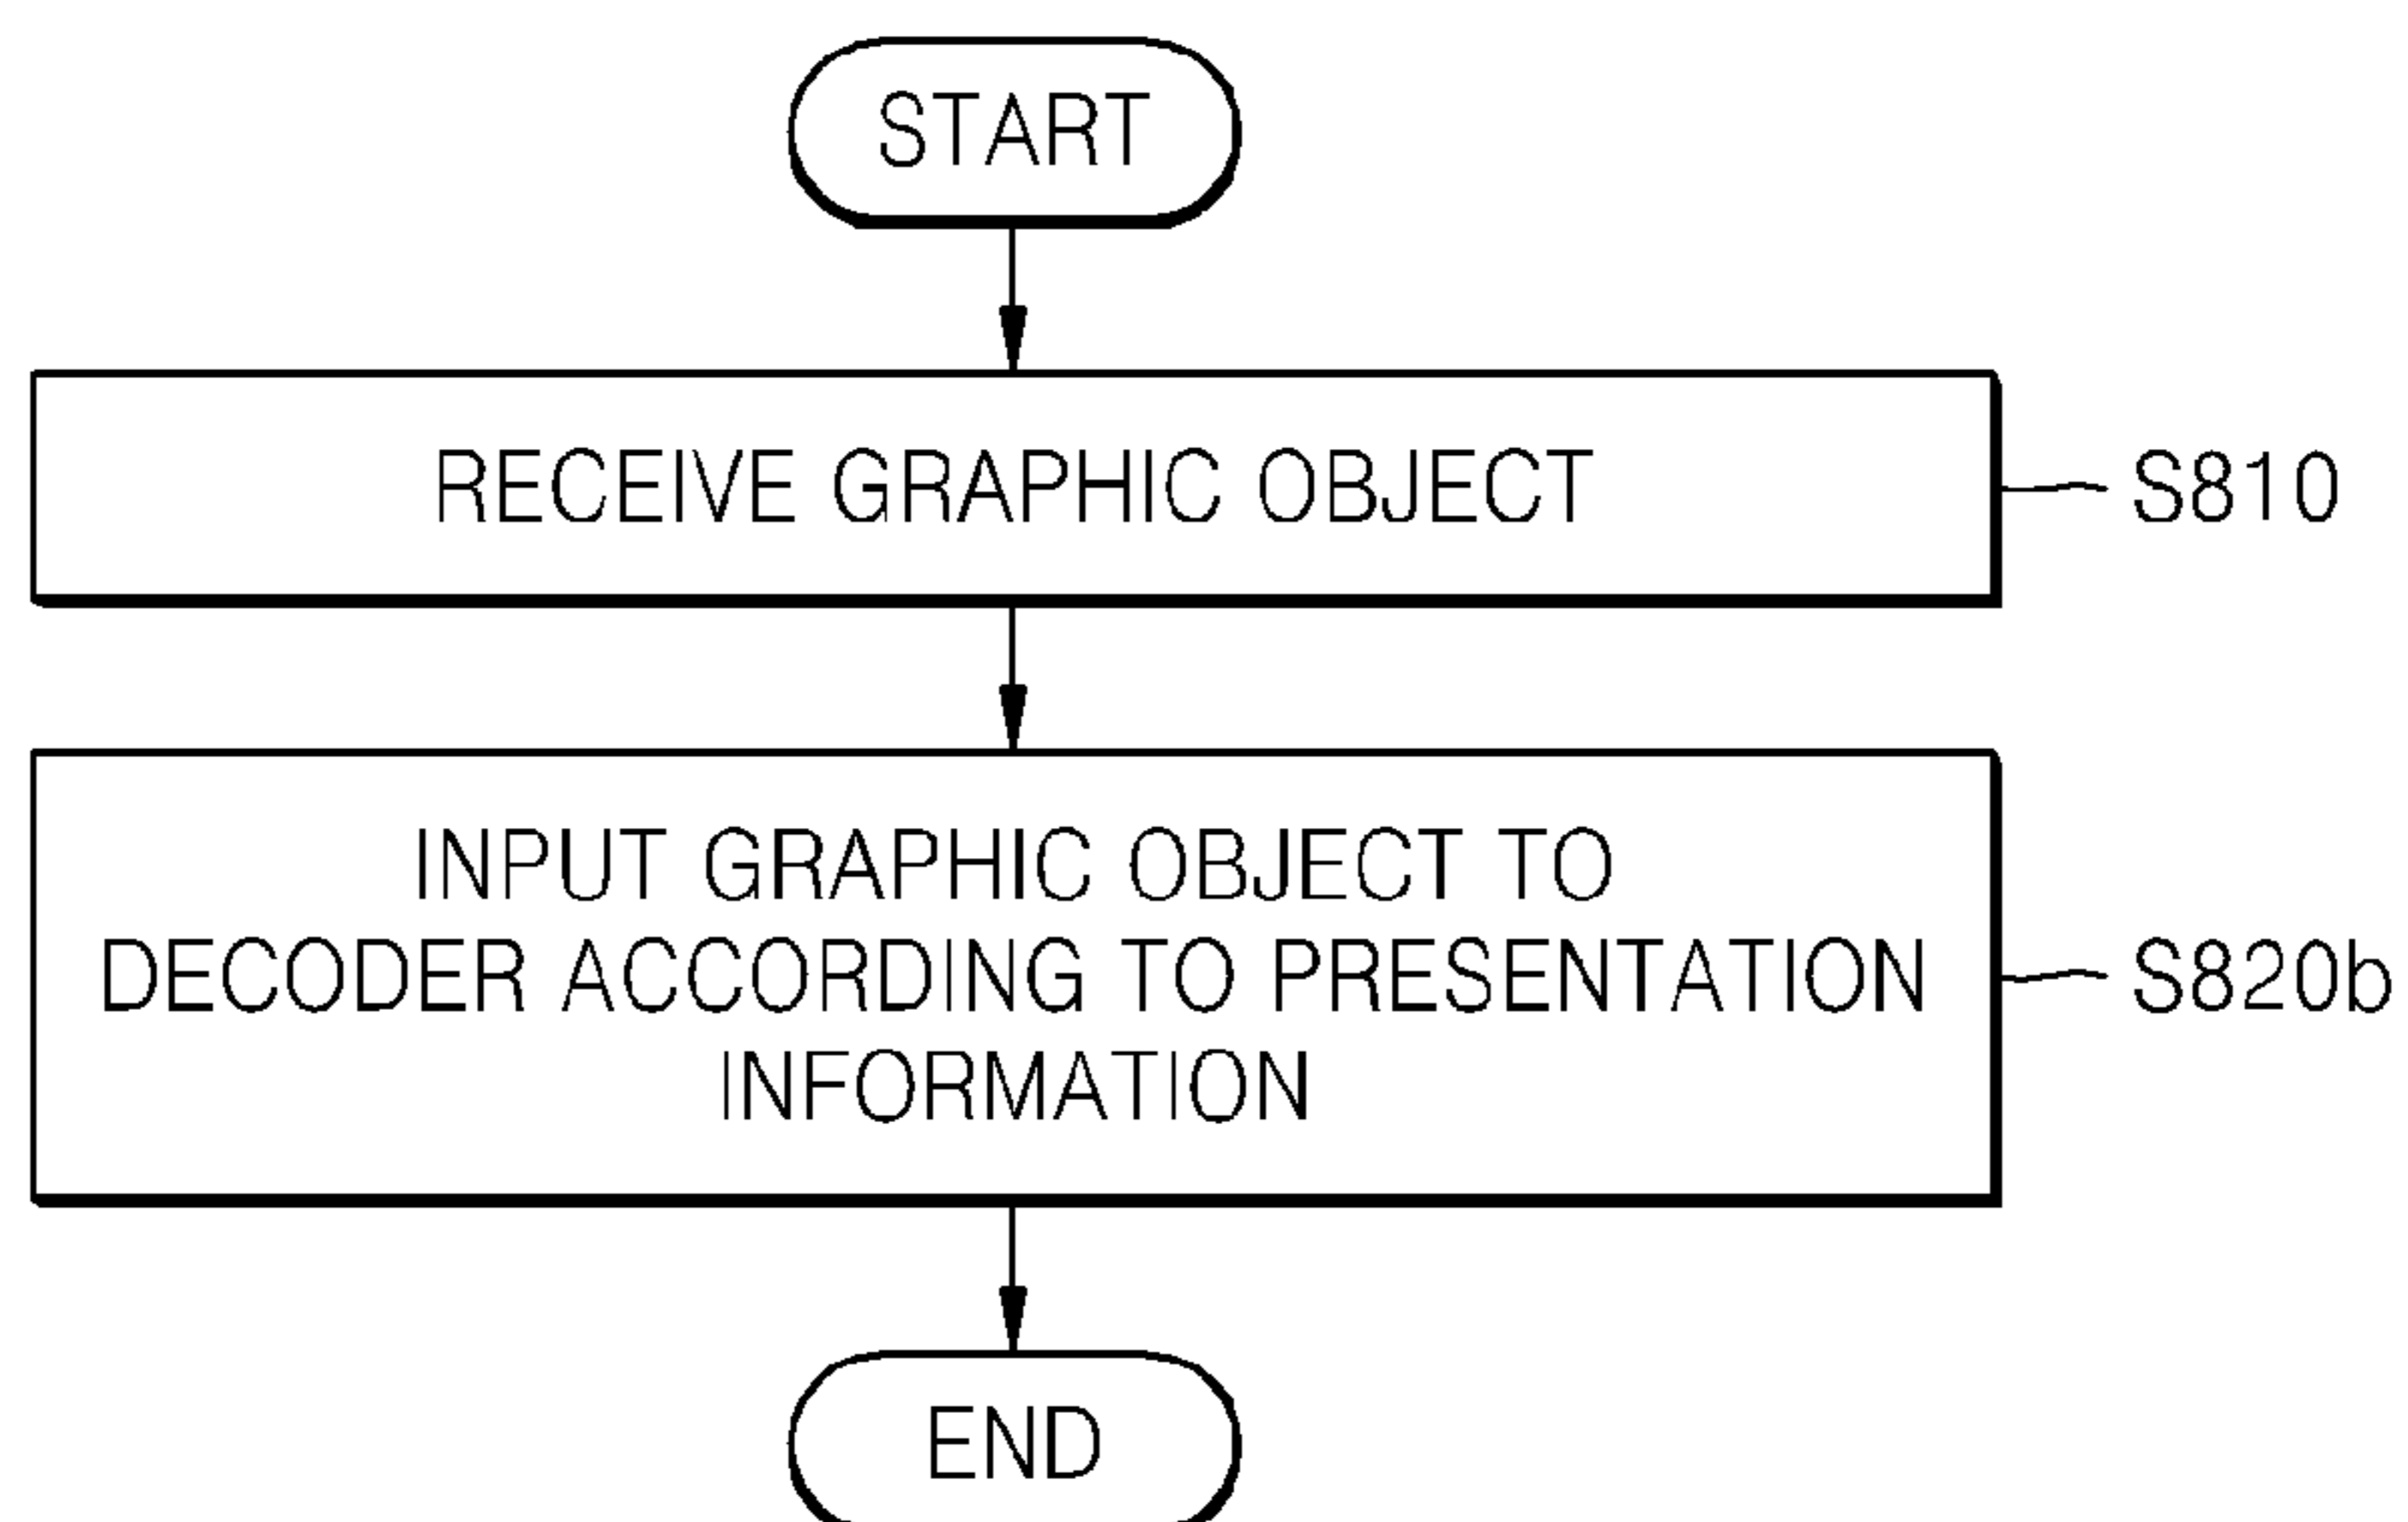 START
RECEIVE GRAPHIC OBJECT
S810
INPUT GRAPHIC OBJECT TO
DECODER ACCORDING TO PRESENTATION
INFORMATION
S820b
END